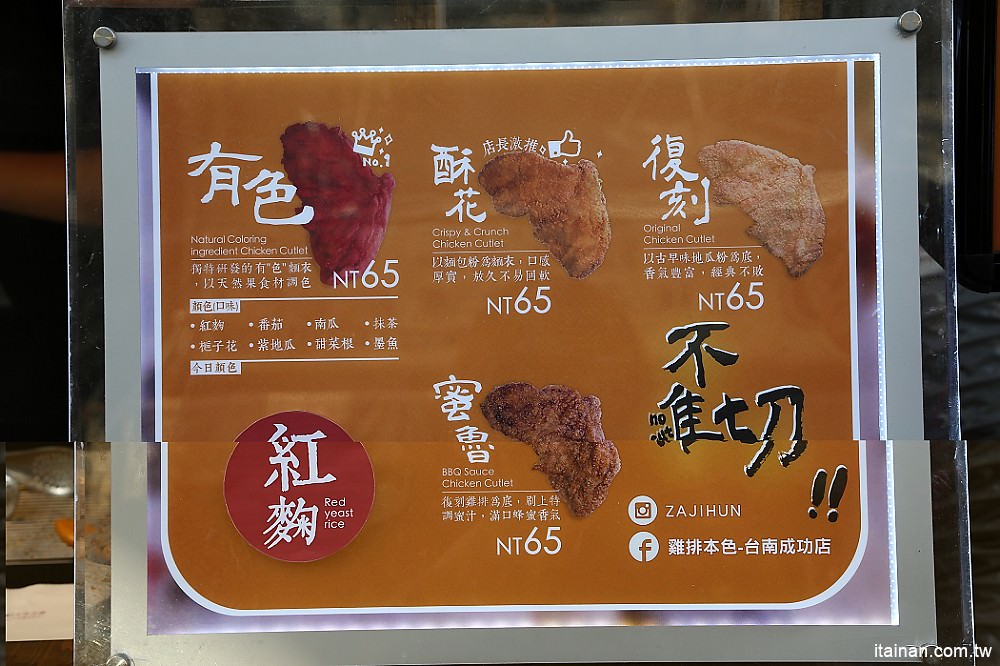 有色
No.1
Natural Coloring
Ingredient Chicken Cutlet
獨特研發的有"色"麵衣
，以天然果食材調色
NT65
顏色(口味)
•紅麴 •番茄 •南瓜 •抹茶
•梔子花 •紫地瓜 •甜菜根 •墨魚
今日顏色
紅麴
Red
yeast
rice
店長激推
酥花
Crispy & Crunch
Chicken Cutlet
以麵包粉為麵衣，口感
厚實，放久不易回軟
NT65
復刻
Original
Chicken Cutlet
以古早味地瓜粉為底，
香氣豐富，經典不敗
NT65
蜜魯
BBQ Sauce
Chicken Cutlet
復刻雞排為底，刷上特
調蜜汁，滿口蜂蜜香氣
NT65
不准切!!
no
cut
ZAJIHUN
雞排本色-台南成功店
itainan.com.tw